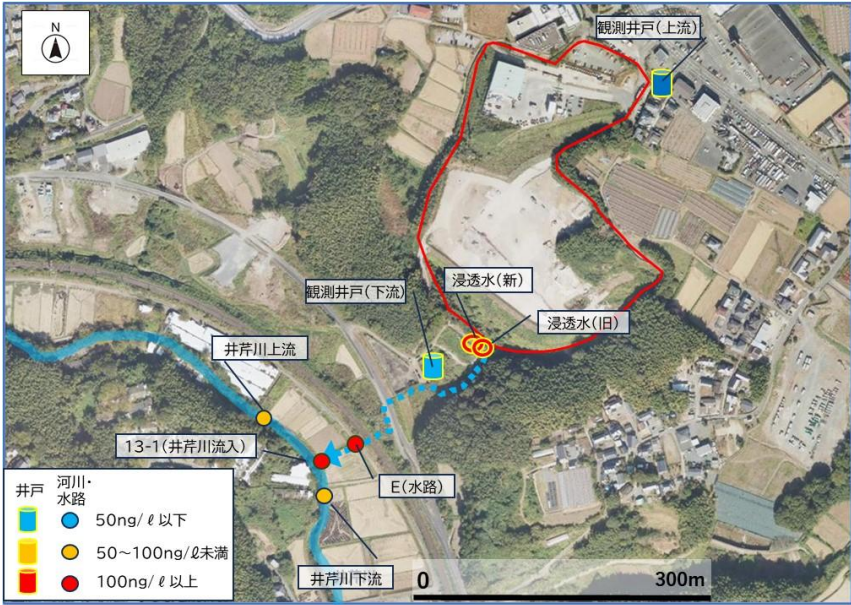 N
観測井戸(上流)
浸透水(新)
観測井戸(下流)
浸透水(旧)
井芹川上流
13-1(井芹川流入)
E(水路)
井芹川下流
井戸 河川・水路
50ng/ℓ以下
50～100ng/ℓ未満
100ng/ℓ以上
0 300m